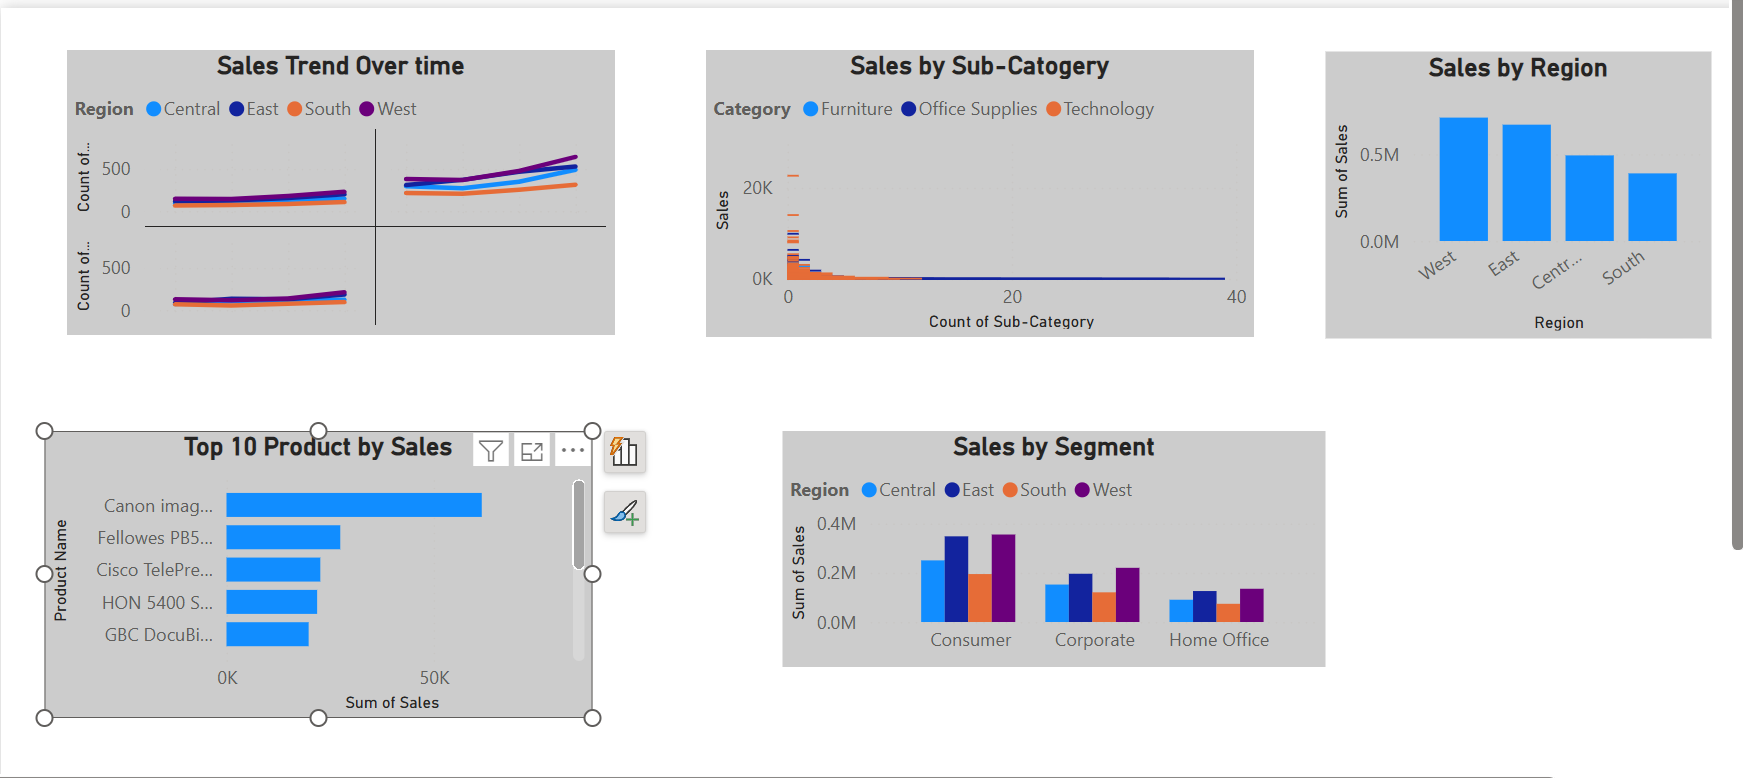 Sales Trend Over time
Region Central East South West
Count of...
500
0
Count of...
500
0
Sales by Sub-Catogery
Category Furniture Office Supplies Technology
Sales
20K
0K
0 20 40
Count of Sub-Category
Sales by Region
Sum of Sales
0.5M
0.0M
West East Centr... South
Region
Top 10 Product by Sales
Product Name
Canon imag...
Fellowes PB5...
Cisco TelePre...
HON 5400 S...
GBC DocuBi...
0K 50K
Sum of Sales
Sales by Segment
Region Central East South West
Sum of Sales
0.4M
0.2M
0.0M
Consumer Corporate Home Office